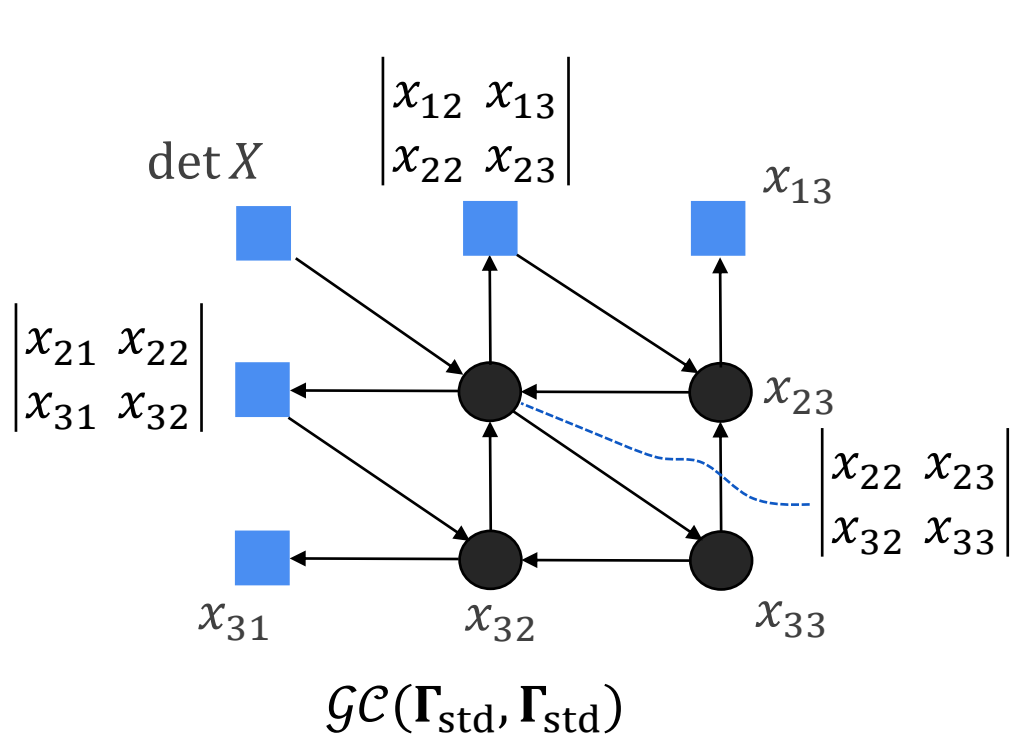 | x₁₂ x₁₃ |
| x₂₂ x₂₃ |
det X
x₁₃
| x₂₁ x₂₂ |
| x₃₁ x₃₂ |
x₂₃
| x₂₂ x₂₃ |
| x₃₂ x₃₃ |
x₃₁
x₃₂
x₃₃
𝒢𝒞(𝚪std, 𝚪std)